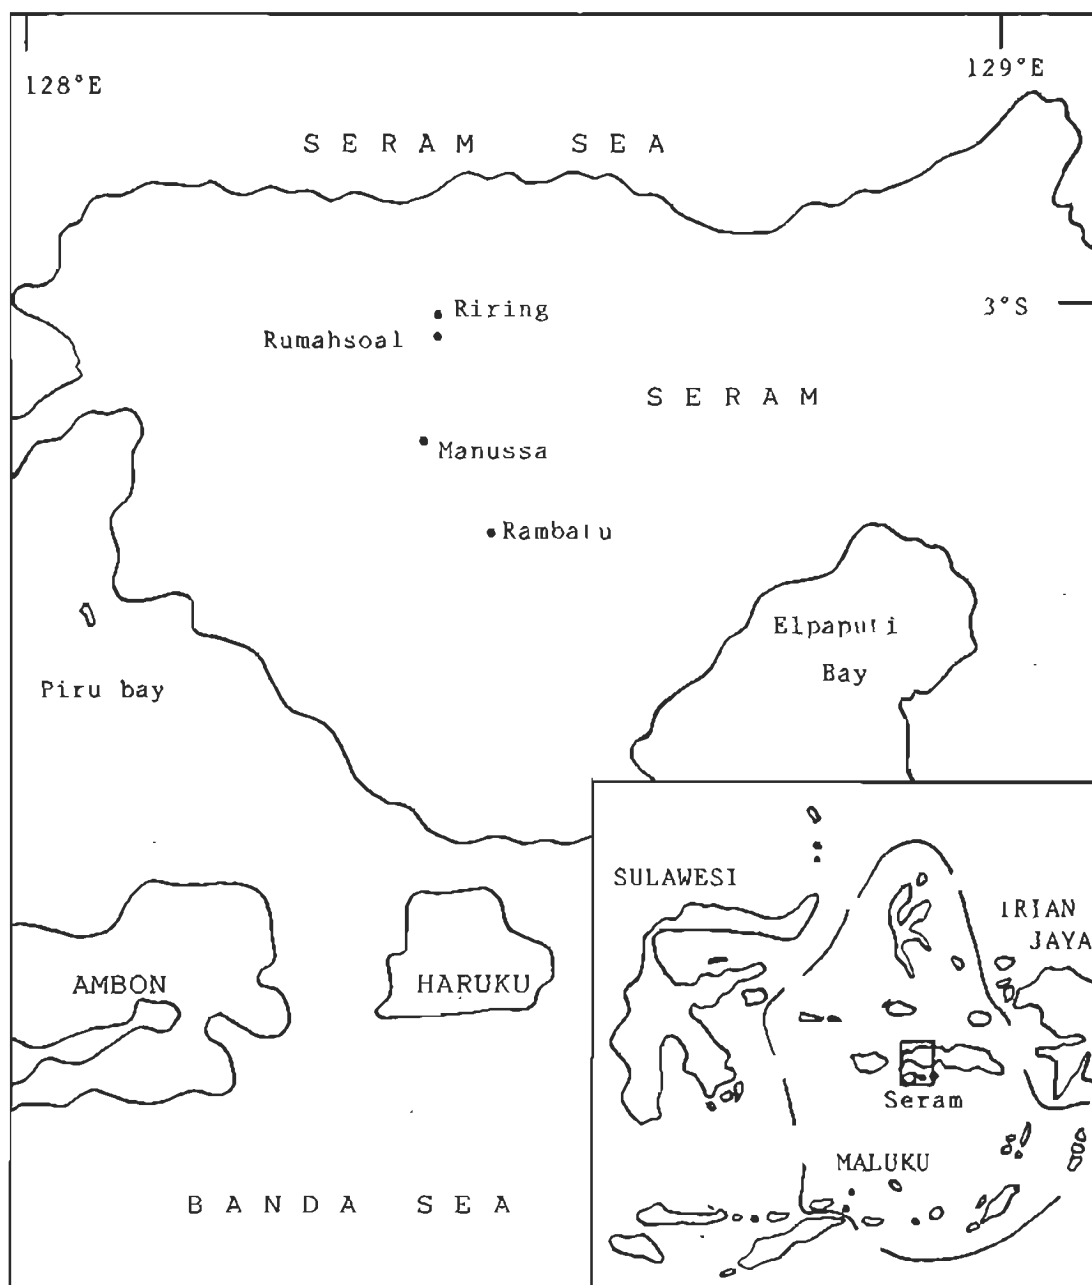 128°E
129°E
SERAM SEA
Riring
3°S
Rumahsoal
SERAM
Manussa
Rambatu
Elpaputi
Bay
Piru bay
SULAWESI
IRIAN
JAYA
AMBON
HARUKU
Seram
MALUKU
BANDA SEA